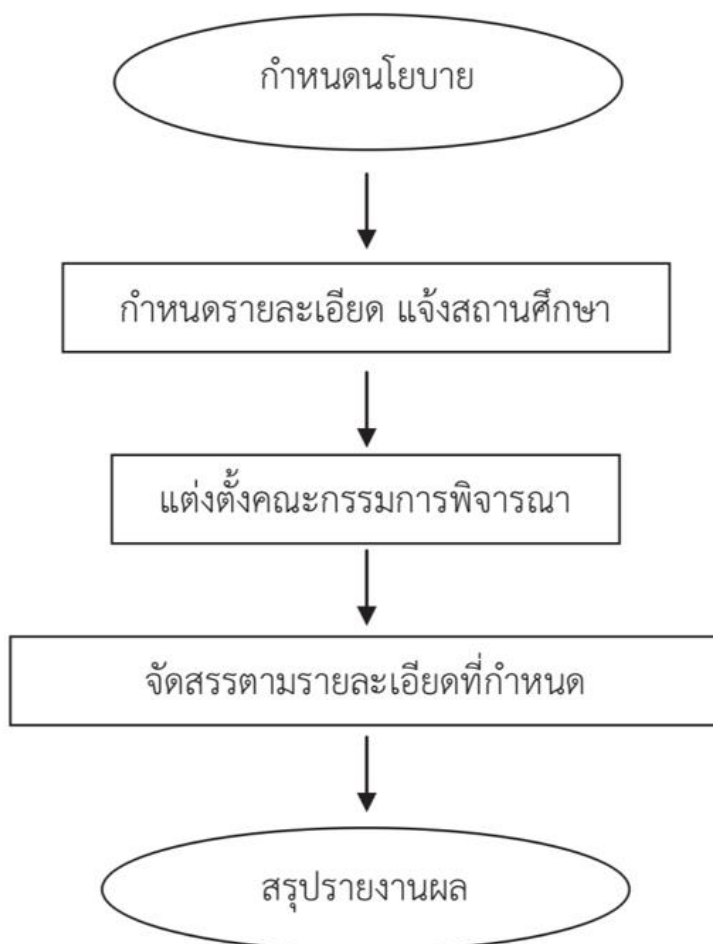 กำหนดนโยบาย
กำหนดรายละเอียด แจ้งสถานศึกษา
แต่งตั้งคณะกรรมการพิจารณา
จัดสรรตามรายละเอียดที่กำหนด
สรุปรายงานผล